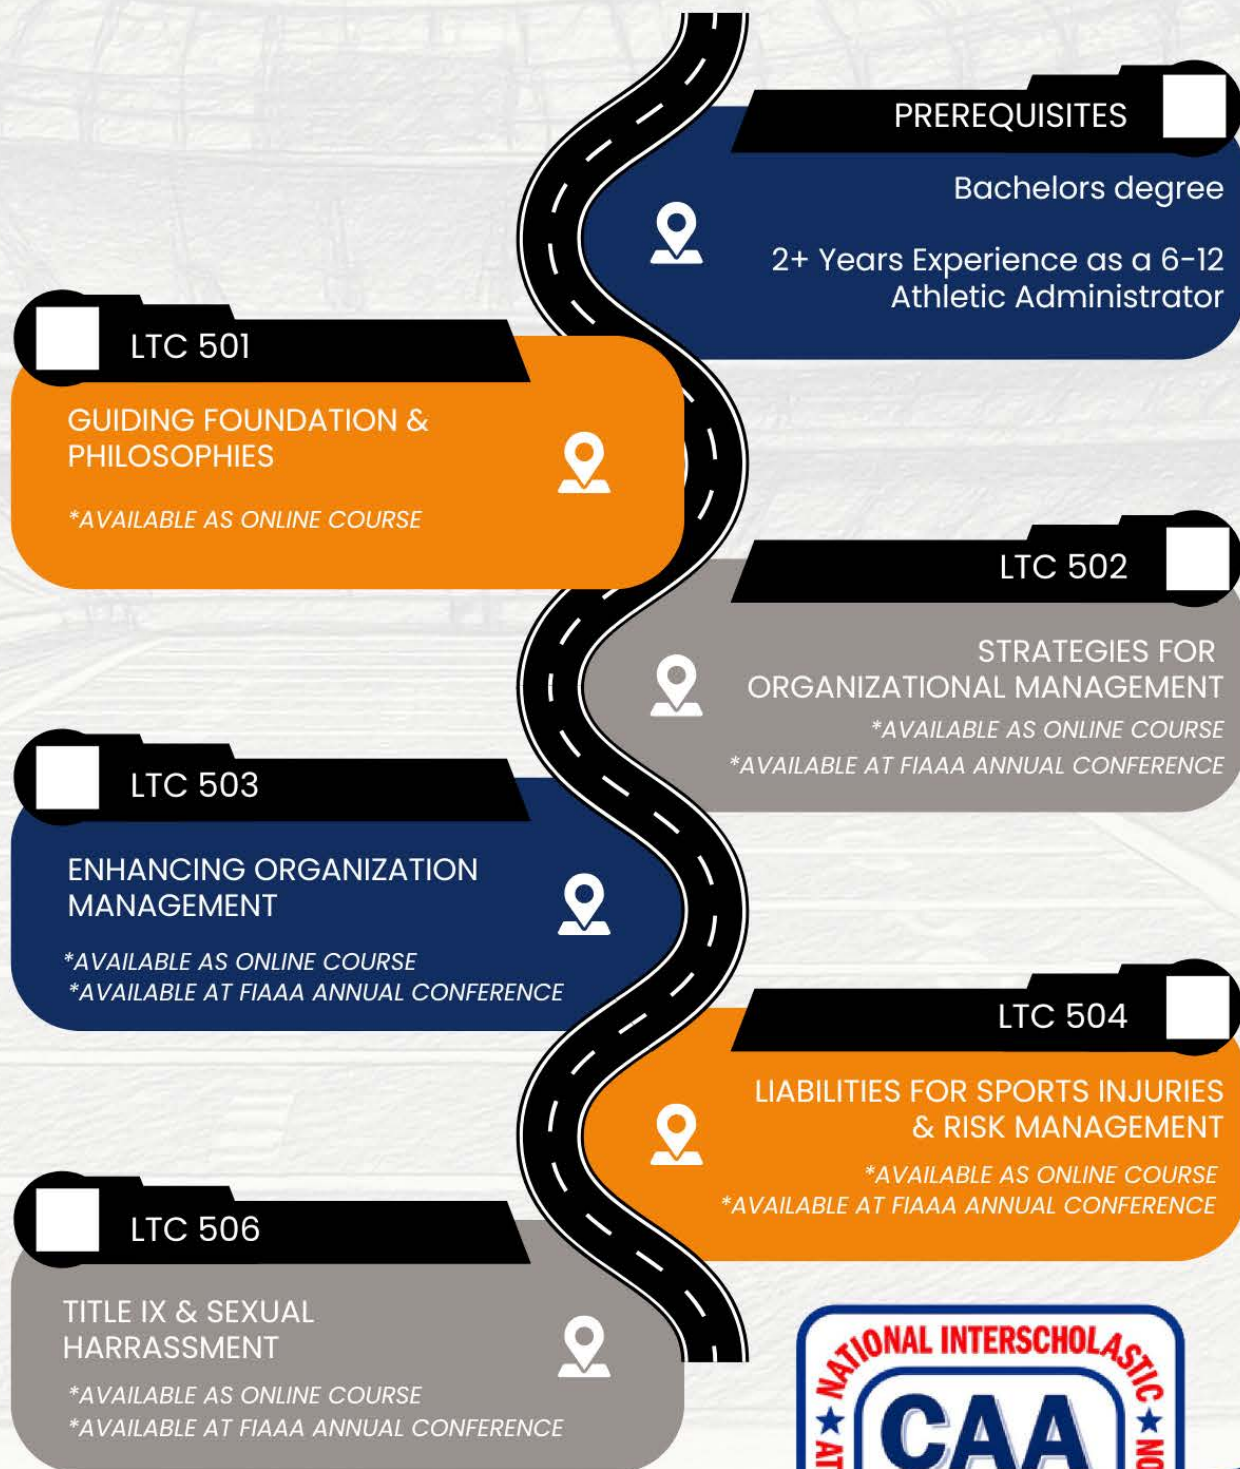 PREREQUISITES
Bachelors degree
2+ Years Experience as a 6-12
Athletic Administrator
LTC 501
GUIDING FOUNDATION &
PHILOSOPHIES
*AVAILABLE AS ONLINE COURSE
LTC 502
STRATEGIES FOR
ORGANIZATIONAL MANAGEMENT
*AVAILABLE AS ONLINE COURSE
*AVAILABLE AT FIAAA ANNUAL CONFERENCE
LTC 503
ENHANCING ORGANIZATION
MANAGEMENT
*AVAILABLE AS ONLINE COURSE
*AVAILABLE AT FIAAA ANNUAL CONFERENCE
LTC 504
LIABILITIES FOR SPORTS INJURIES
& RISK MANAGEMENT
*AVAILABLE AS ONLINE COURSE
*AVAILABLE AT FIAAA ANNUAL CONFERENCE
LTC 506
TITLE IX & SEXUAL
HARRASSMENT
*AVAILABLE AS ONLINE COURSE
*AVAILABLE AT FIAAA ANNUAL CONFERENCE
NATIONAL INTERSCHOLASTIC
CAA